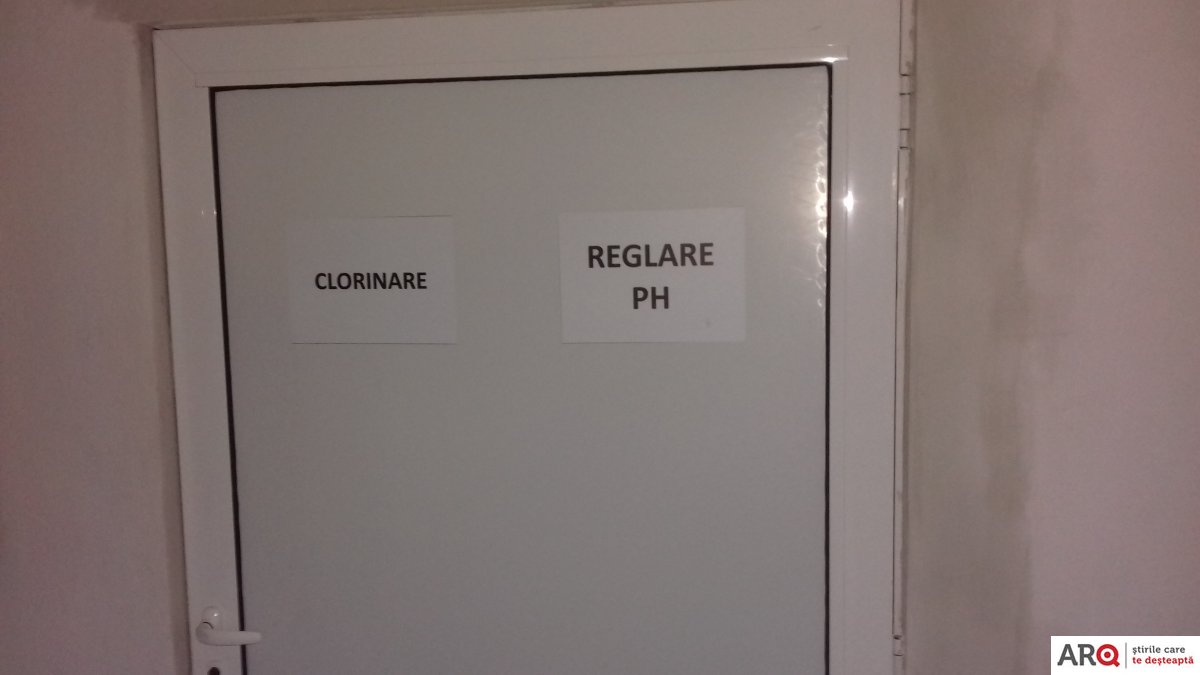 CLORINARE
REGLARE
PH
ARQ
știrile care
te deșteaptă